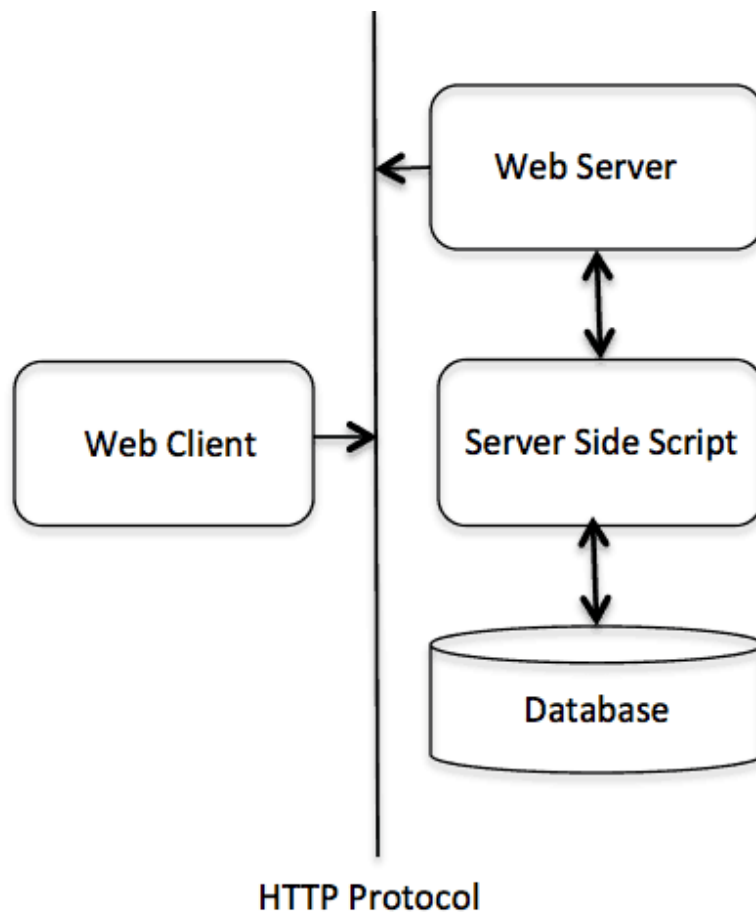 Web Server
Web Client
Server Side Script
Database
HTTP Protocol